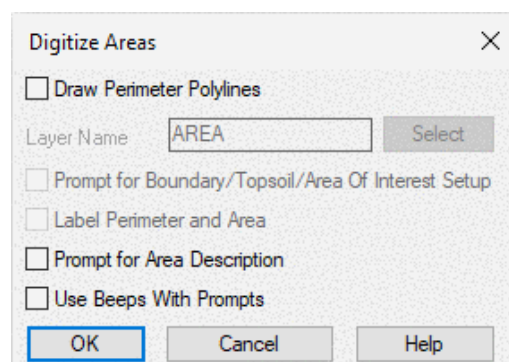 Digitize Areas
Draw Perimeter Polylines
Layer Name AREA Select
Prompt for Boundary/Topsoil/Area Of Interest Setup
Label Perimeter and Area
Prompt for Area Description
Use Beeps With Prompts
OK Cancel Help